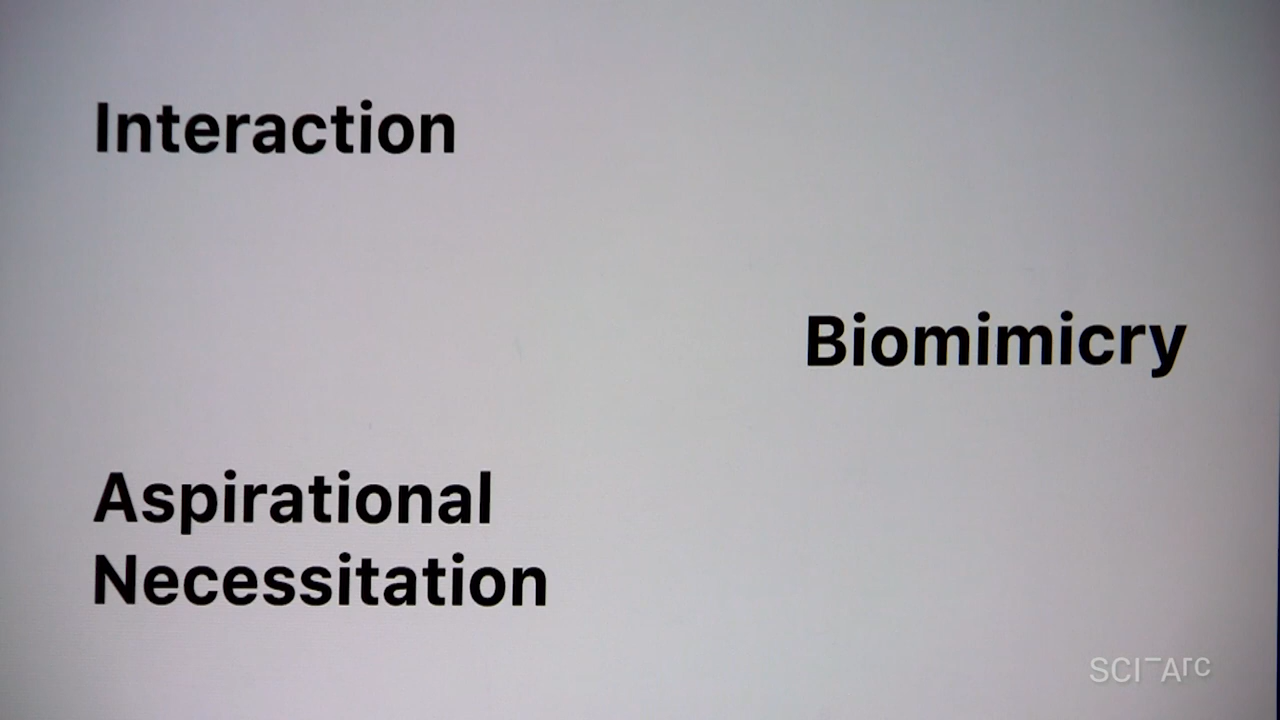 Interaction
Biomimicry
Aspirational
Necessitation
SCI-Arc